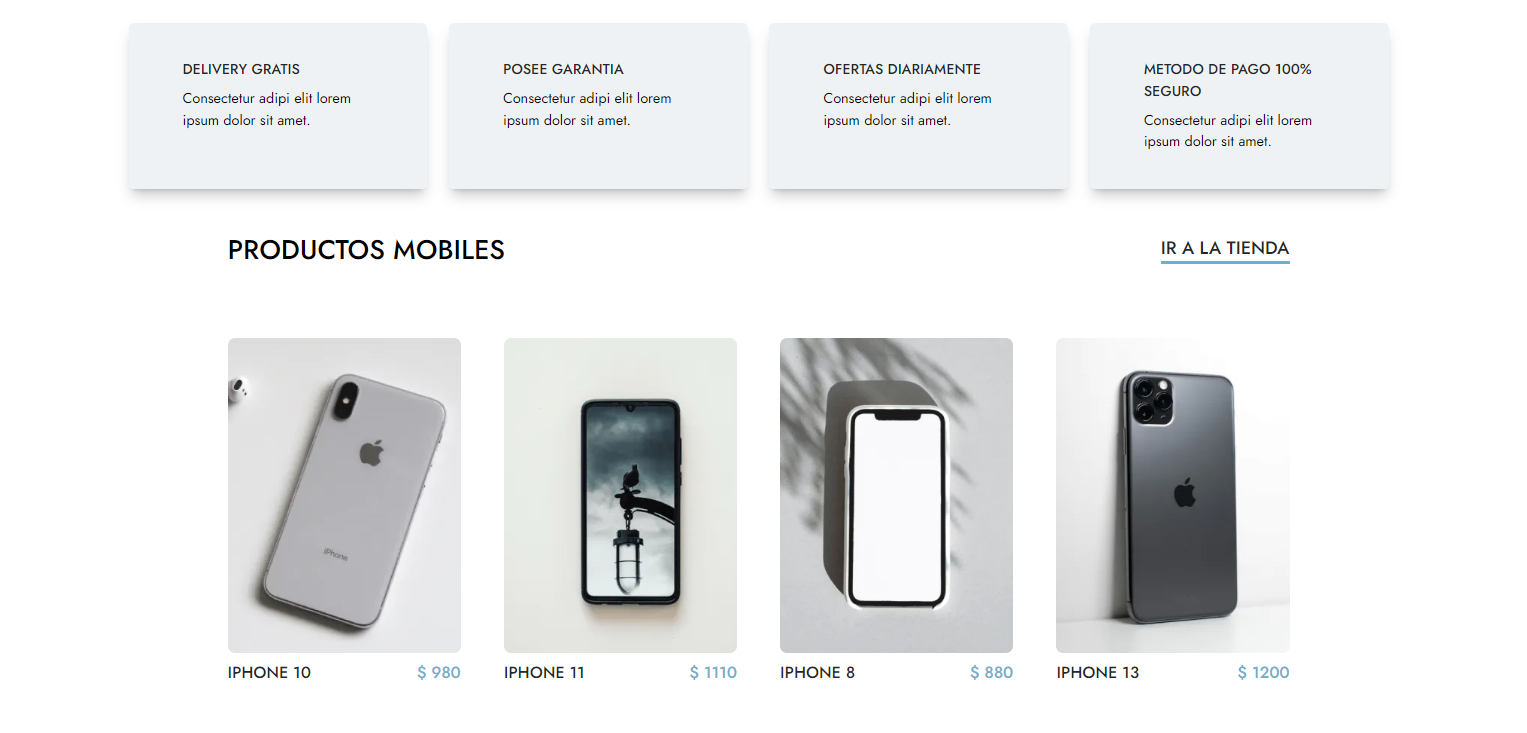 DELIVERY GRATIS
Consectetur adipi elit lorem
ipsum dolor sit amet.
POSEE GARANTIA
Consectetur adipi elit lorem
ipsum dolor sit amet.
OFERTAS DIARIAMENTE
Consectetur adipi elit lorem
ipsum dolor sit amet.
METODO DE PAGO 100%
SEGURO
Consectetur adipi elit lorem
ipsum dolor sit amet.
PRODUCTOS MOBILES
IR A LA TIENDA
iPhone
IPHONE 10 $ 980
IPHONE 11 $ 1110
IPHONE 8 $ 880
IPHONE 13 $ 1200